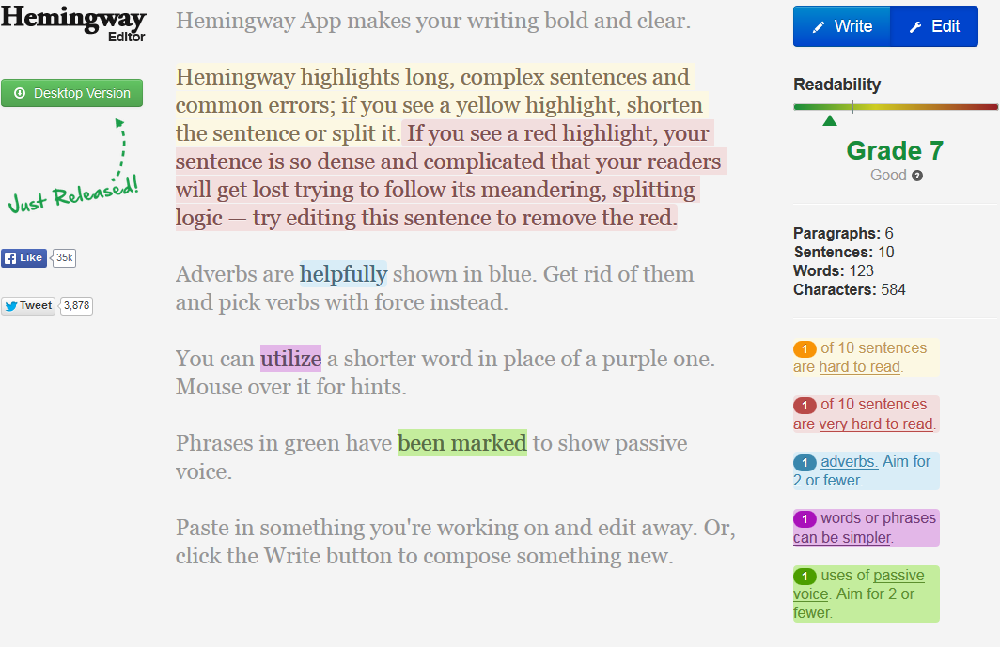 Hemingway
Editor
Desktop Version
Just Released!
Like 35k
Tweet 3,878
Hemingway App makes your writing bold and clear.
Hemingway highlights long, complex sentences and
common errors; if you see a yellow highlight, shorten
the sentence or split it. If you see a red highlight, your
sentence is so dense and complicated that your readers
will get lost trying to follow its meandering, splitting
logic — try editing this sentence to remove the red.
Adverbs are helpfully shown in blue. Get rid of them
and pick verbs with force instead.
You can utilize a shorter word in place of a purple one.
Mouse over it for hints.
Phrases in green have been marked to show passive
voice.
Paste in something you're working on and edit away. Or,
click the Write button to compose something new.
Write Edit
Readability
Grade 7
Good ?
Paragraphs: 6
Sentences: 10
Words: 123
Characters: 584
1 of 10 sentences
are hard to read.
1 of 10 sentences
are very hard to read.
1 adverbs. Aim for
2 or fewer.
1 words or phrases
can be simpler.
1 uses of passive
voice. Aim for 2 or
fewer.